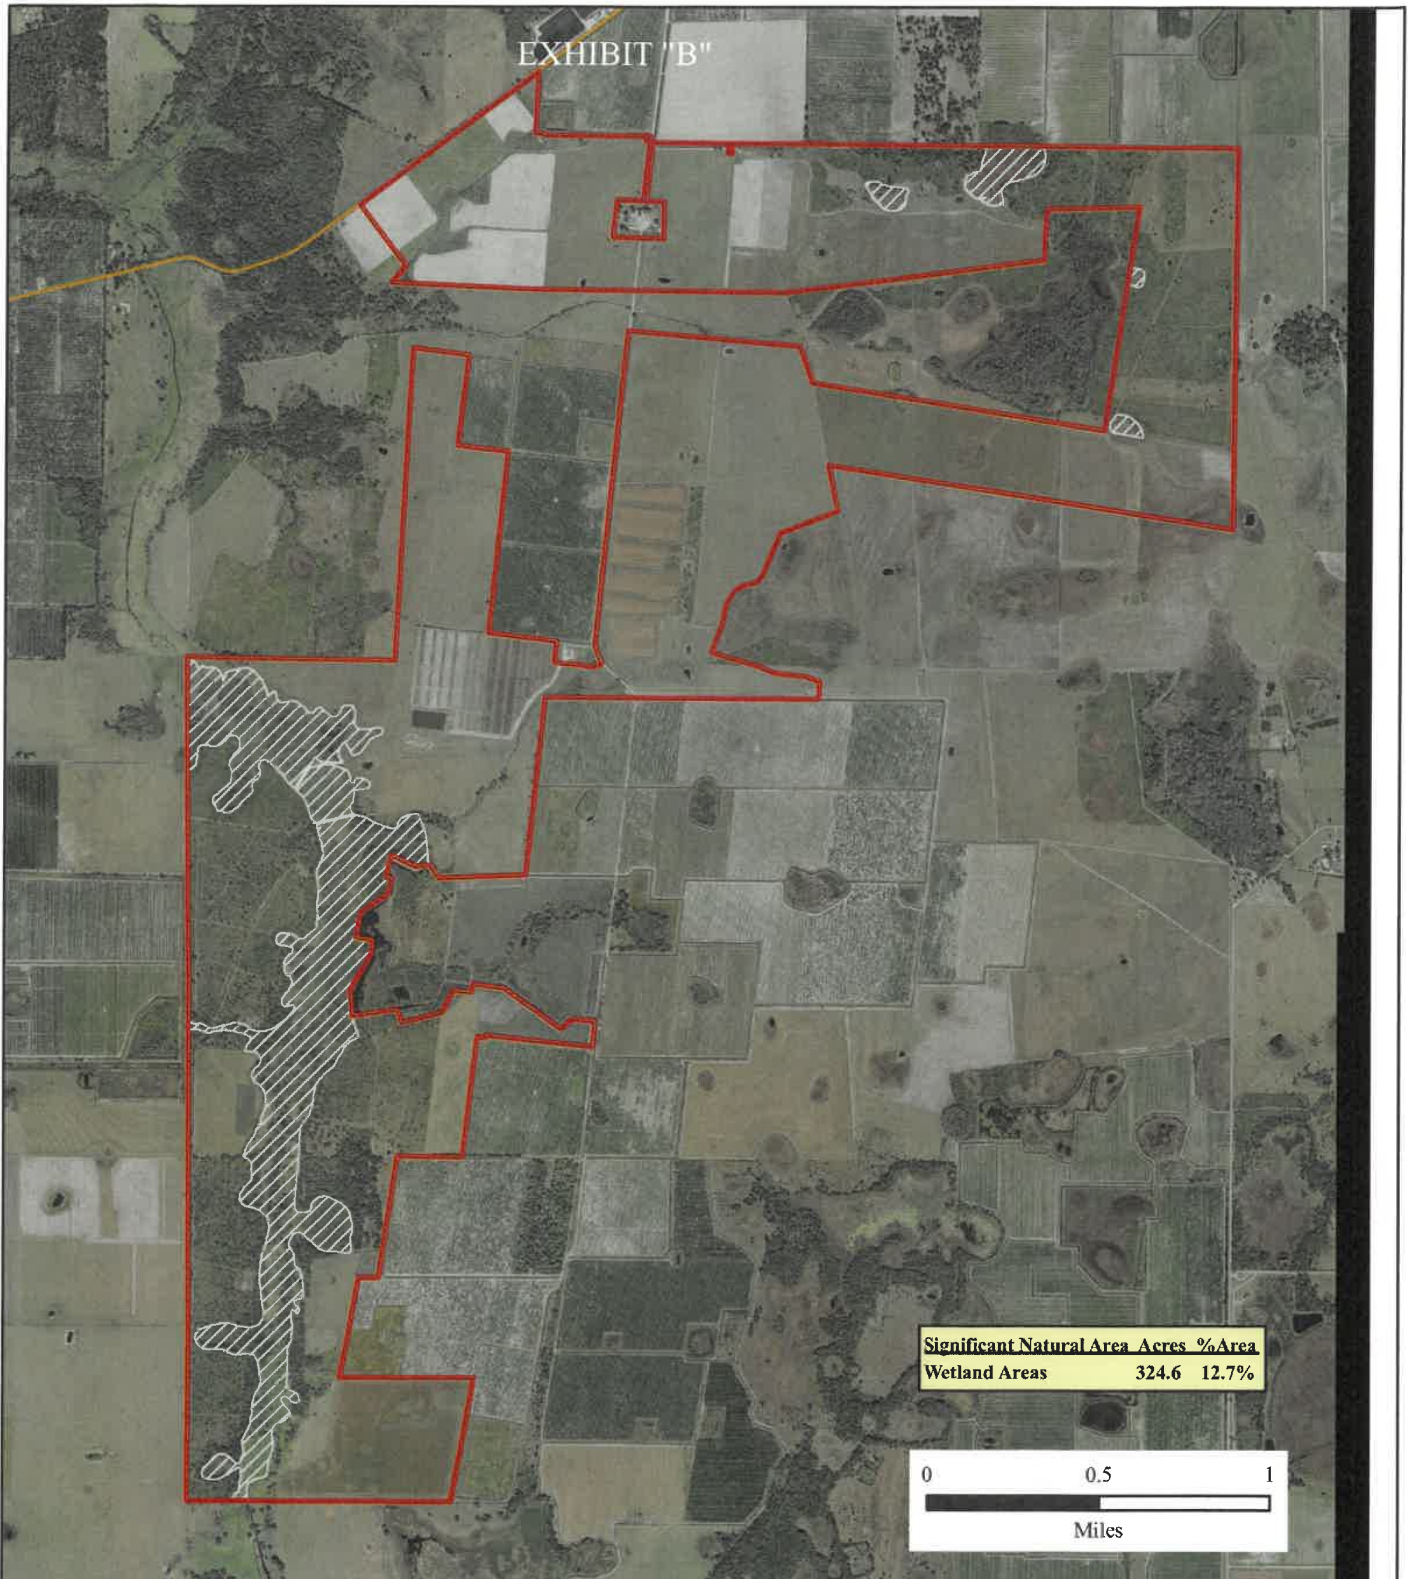 EXHIBIT "B"
Significant Natural Area Acres %Area
Wetland Areas 324.6 12.7%
0 0.5 1
Miles